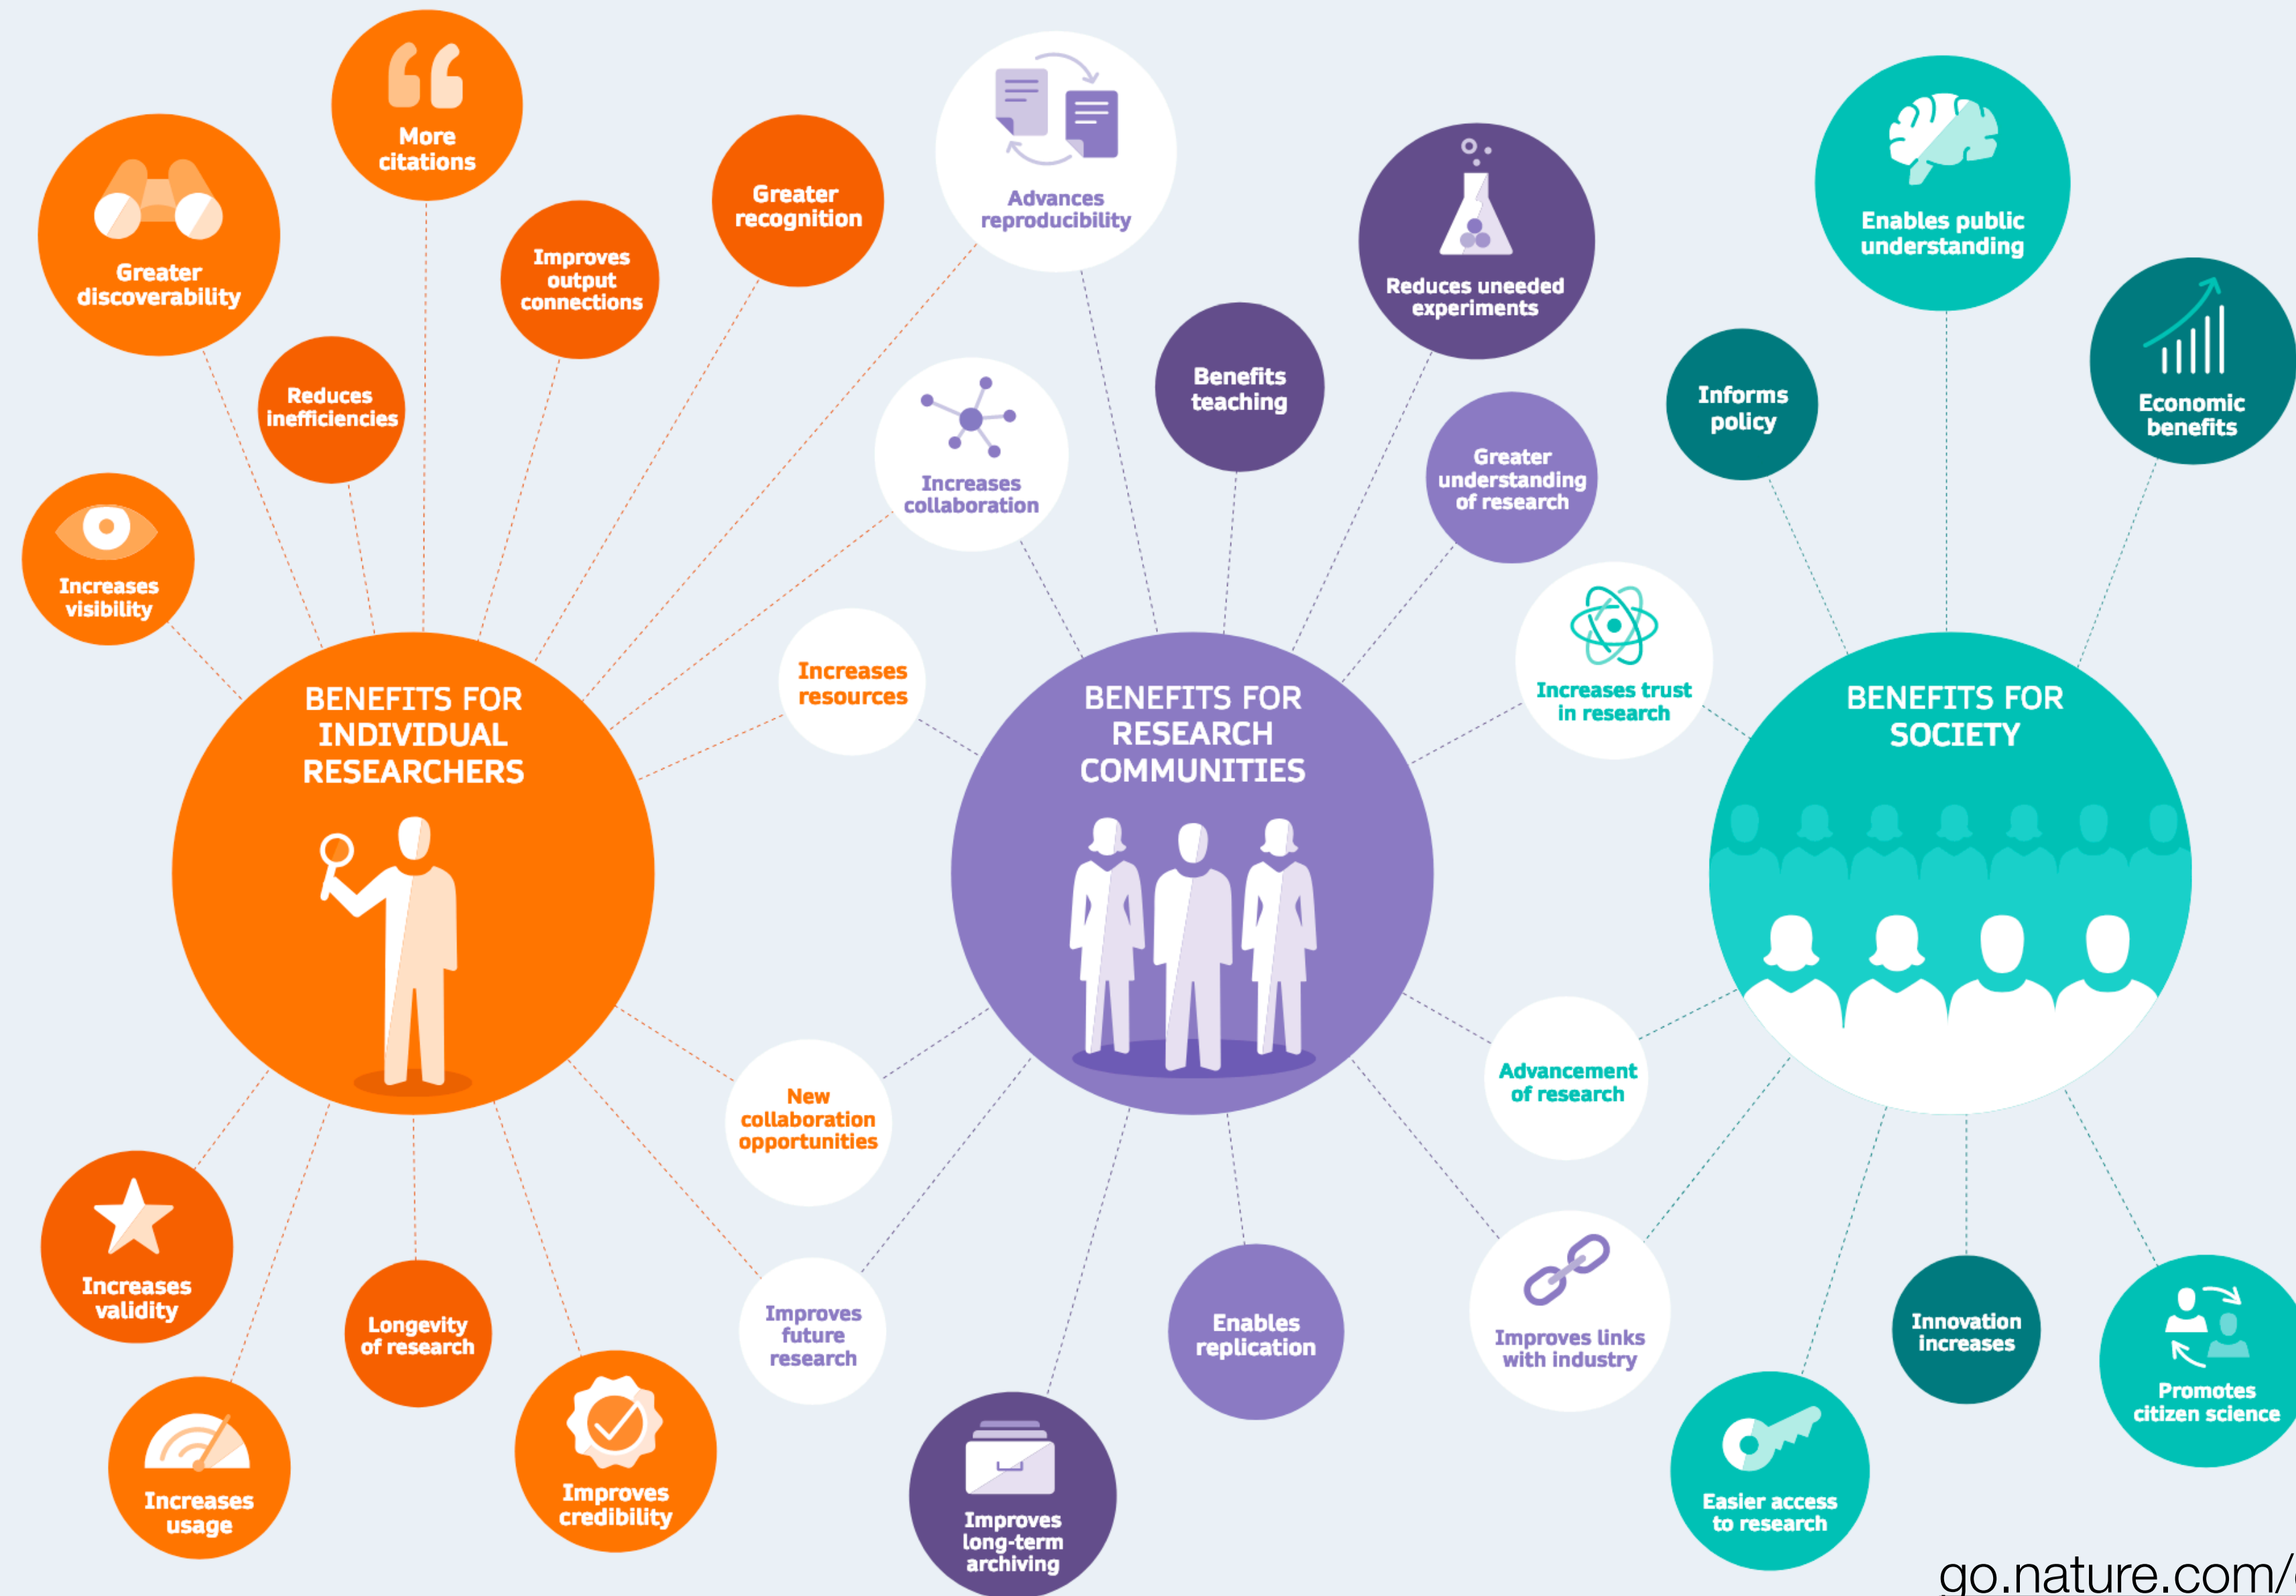 More
citations
Greater
discoverability
Greater
recognition
Improves
output
connections
Reduces
inefficiencies
Increases
visibility
Advances
reproducibility
Increases
collaboration
Increases
resources
Benefits
teaching
Reduces uneeded
experiments
Greater
understanding
of research
Increases trust
in research
Enables public
understanding
Informs
policy
Economic
benefits
BENEFITS FOR
INDIVIDUAL
RESEARCHERS
BENEFITS FOR
RESEARCH
COMMUNITIES
BENEFITS FOR
SOCIETY
New
collaboration
opportunities
Advancement
of research
Increases
validity
Increases
usage
Longevity
of research
Improves
credibility
Improves
future
research
Improves
long-term
archiving
Enables
replication
Improves links
with industry
Easier access
to research
Innovation
increases
Promotes
citizen science
go.nature.com/